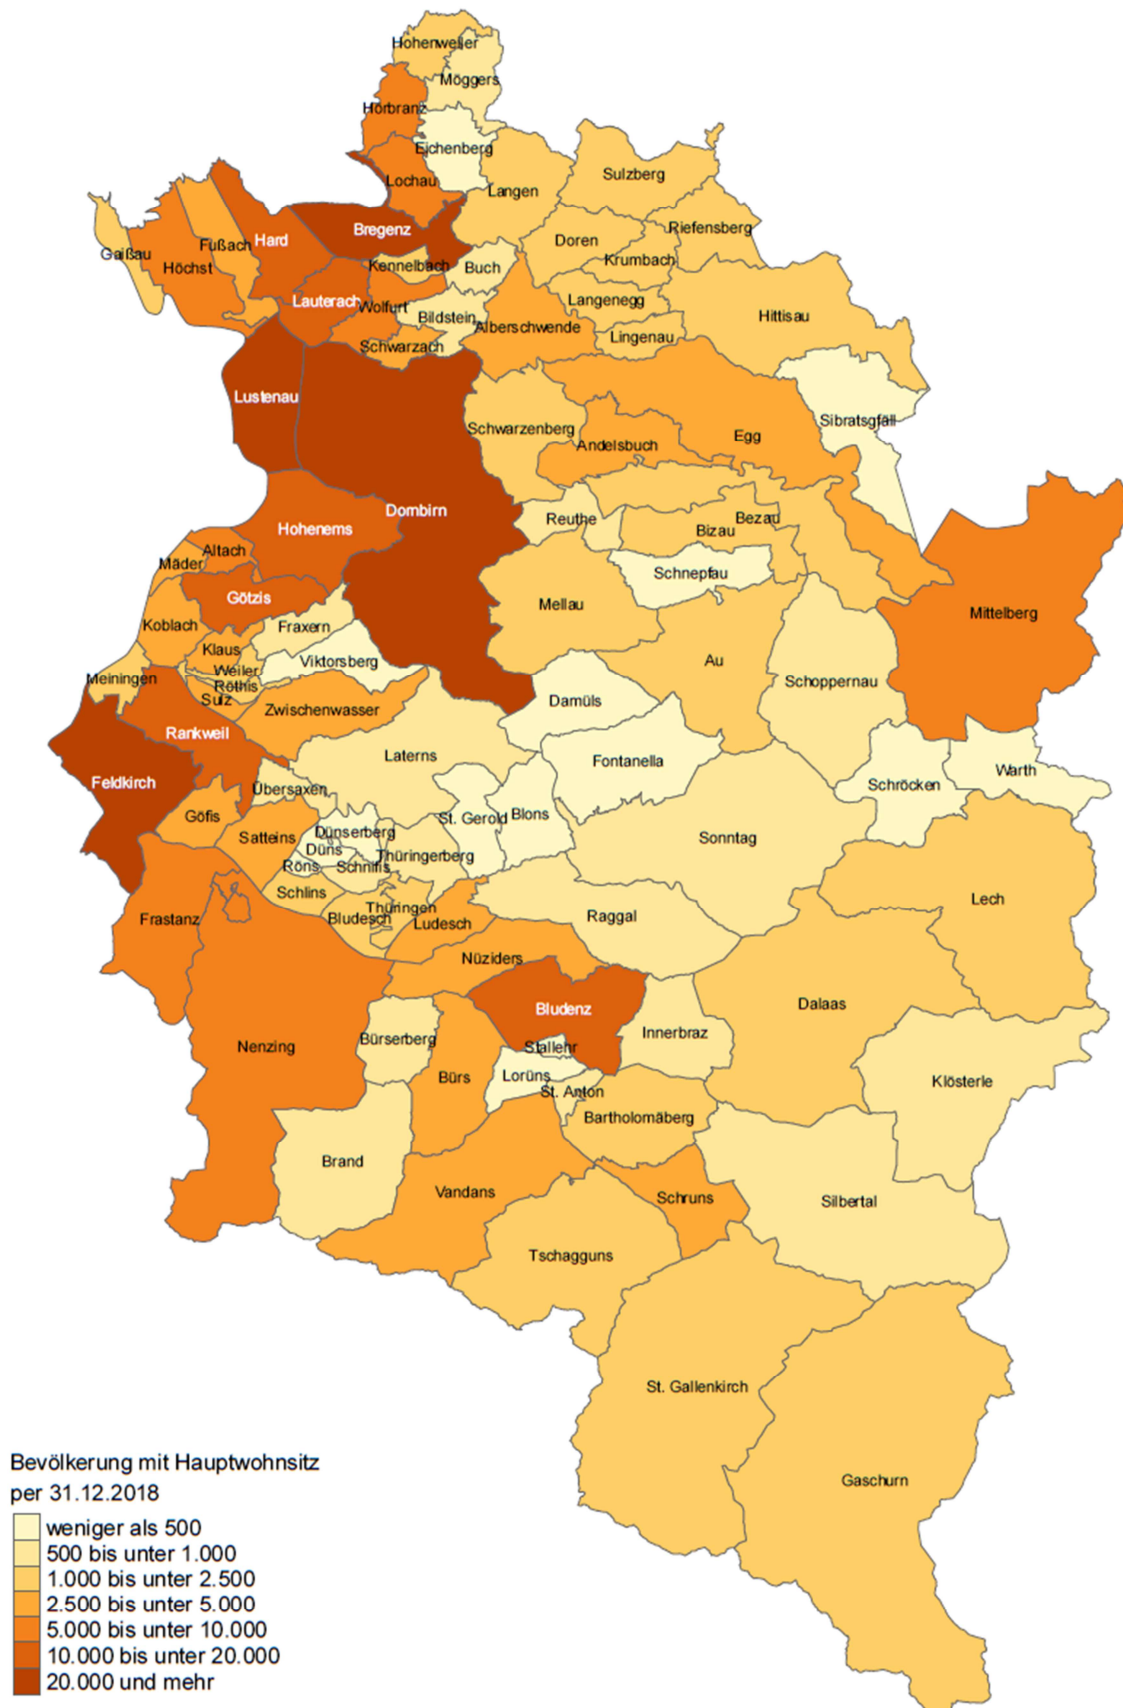 Hohenweiler
Möggers
Hörbranz
Eichenberg
Lochau
Langen
Sulzberg
Riefensberg
Doren
Krumbach
Gaißau
Höchst
Fußach
Hard
Bregenz
Kennelbach
Buch
Langenegg
Hittisau
Lauterach
Wolfurt
Bildstein
Alberschwende
Lingenau
Schwarzach
Lustenau
Schwarzenberg
Andelsbuch
Egg
Sibratsgfäll
Dornbirn
Hohenems
Reuthe
Bizau
Bezau
Altach
Mäder
Schnepfau
Götzis
Mellau
Mittelberg
Koblach
Fraxern
Klaus
Viktorsberg
Weiler
Au
Meiningen
Röthis
Sulz
Schoppernau
Zwischenwasser
Damüls
Rankweil
Laterns
Fontanella
Warth
Feldkirch
Übersaxen
Schröcken
Göfis
St. Gerold
Blons
Satteins
Dünserberg
Sonntag
Düns
Thüringerberg
Röns
Schnifis
Schlins
Lech
Frastanz
Bludesch
Thüringen
Ludesch
Raggal
Nüziders
Dalaas
Bludenz
Nenzing
Bürserberg
Innerbraz
Stallehr
Bürs
Lorüns
Klösterle
St. Anton
Bartholomäberg
Brand
Vandans
Schruns
Silbertal
Tschagguns
St. Gallenkirch
Gaschurn
Bevölkerung mit Hauptwohnsitz
per 31.12.2018
weniger als 500
500 bis unter 1.000
1.000 bis unter 2.500
2.500 bis unter 5.000
5.000 bis unter 10.000
10.000 bis unter 20.000
20.000 und mehr